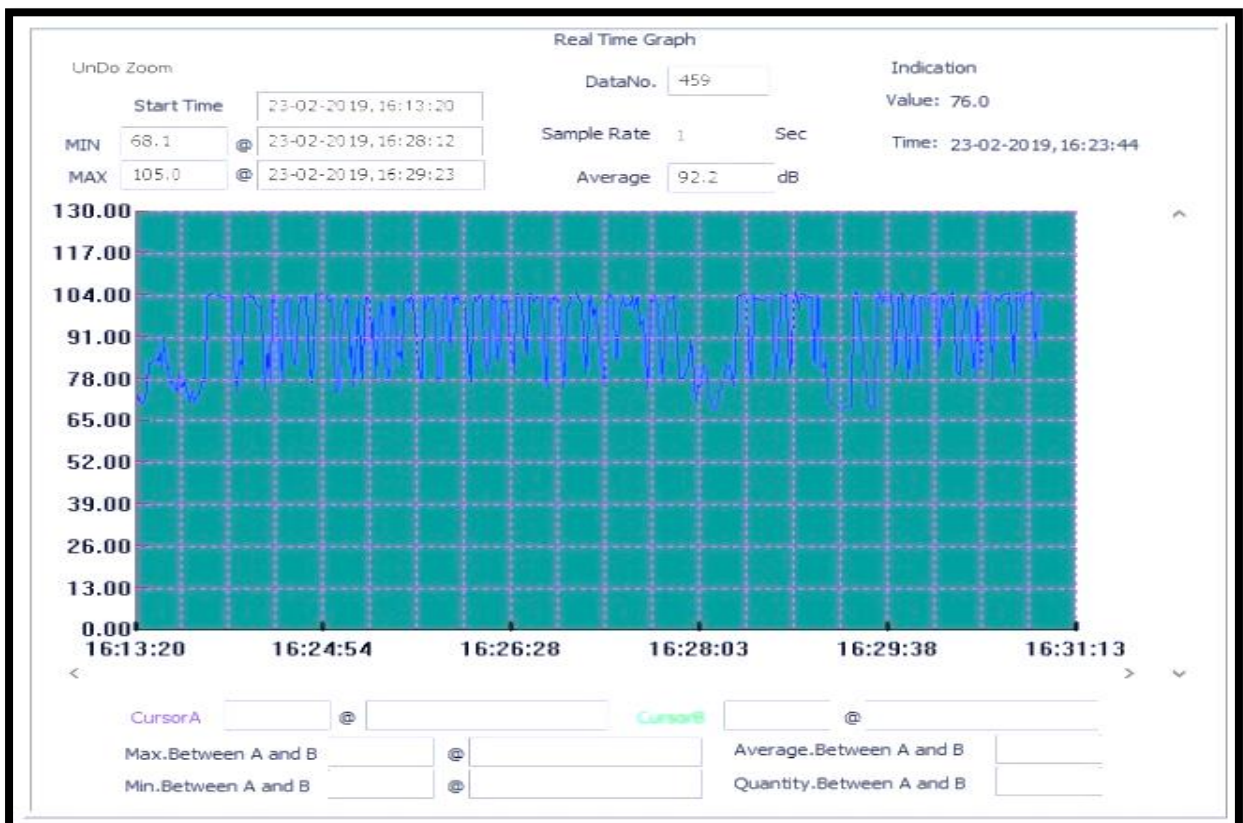 Real Time Graph
UnDo Zoom
DataNo. 459
Indication
Start Time 23-02-2019,16:13:20
Value: 76.0
MIN 68.1 @ 23-02-2019,16:28:12
Sample Rate 1 Sec
Time: 23-02-2019,16:23:44
MAX 105.0 @ 23-02-2019,16:29:23
Average 92.2 dB
130.00
117.00
104.00
91.00
78.00
65.00
52.00
39.00
26.00
13.00
0.00
16:13:20 16:24:54 16:26:28 16:28:03 16:29:38 16:31:13
CursorA @ CursorB @
Max.Between A and B @ Average.Between A and B
Min.Between A and B @ Quantity.Between A and B